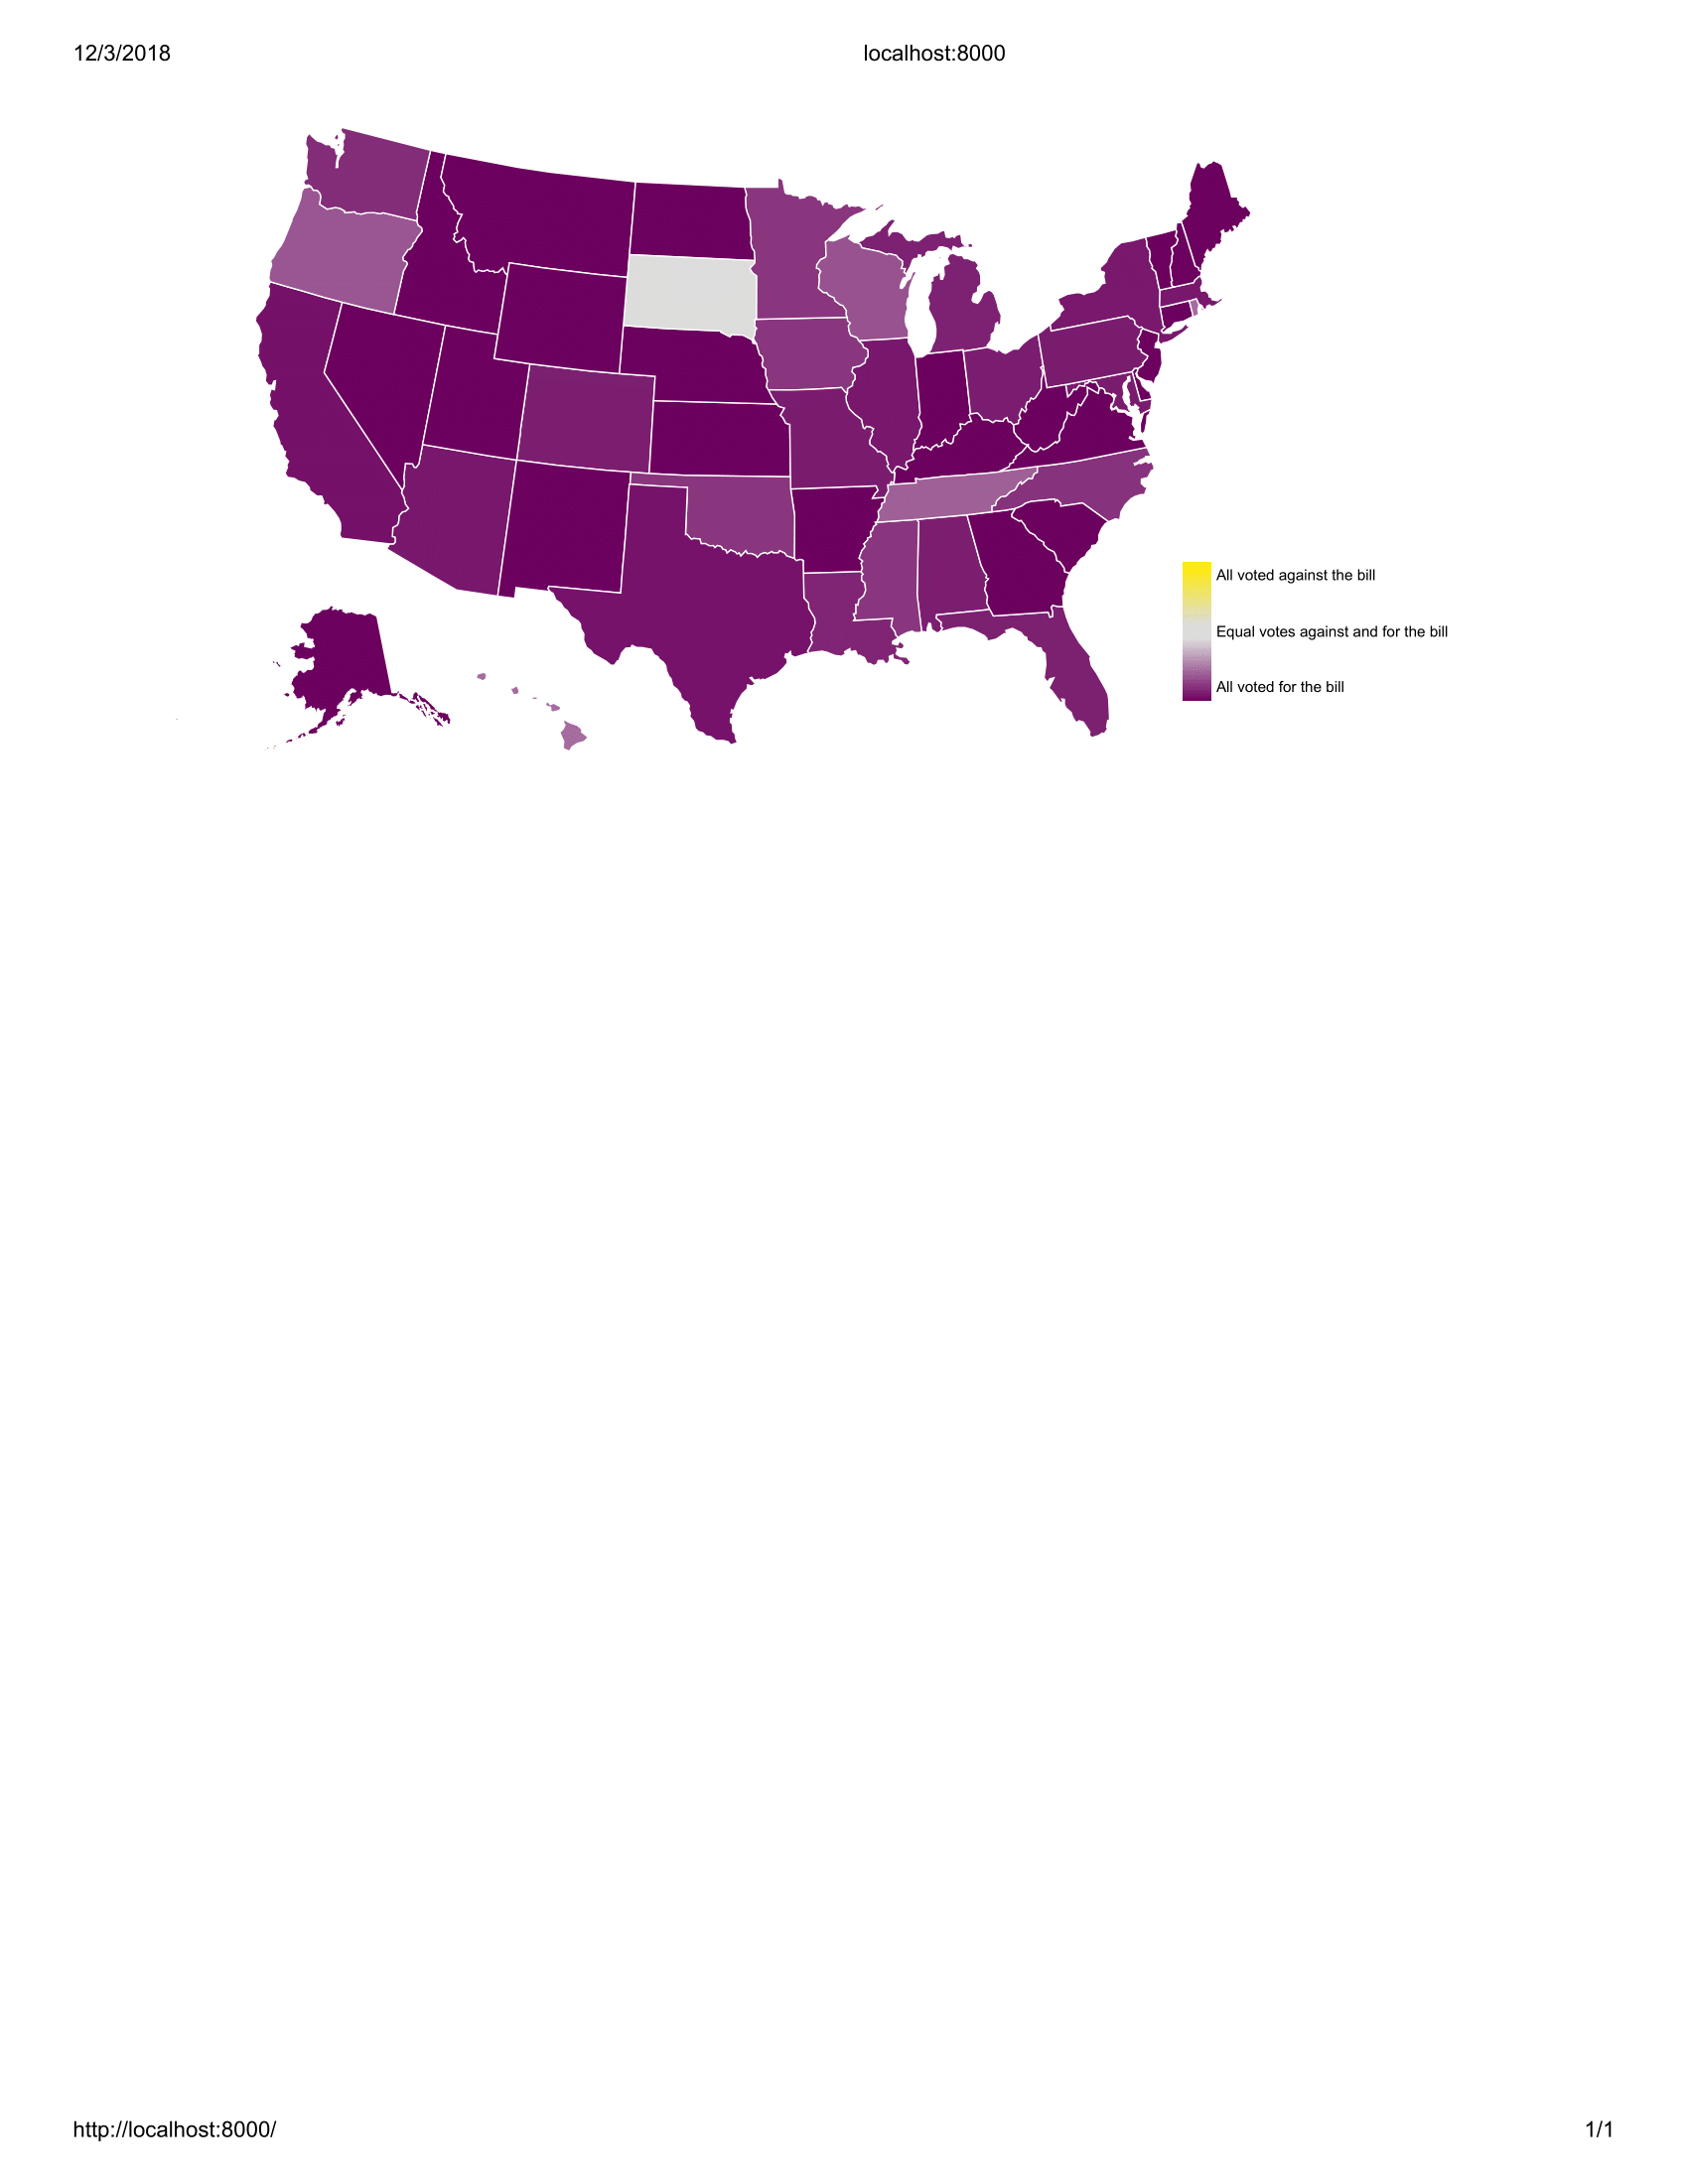 12/3/2018 localhost:8000
All voted against the bill
Equal votes against and for the bill
All voted for the bill
http://localhost:8000/ 1/1